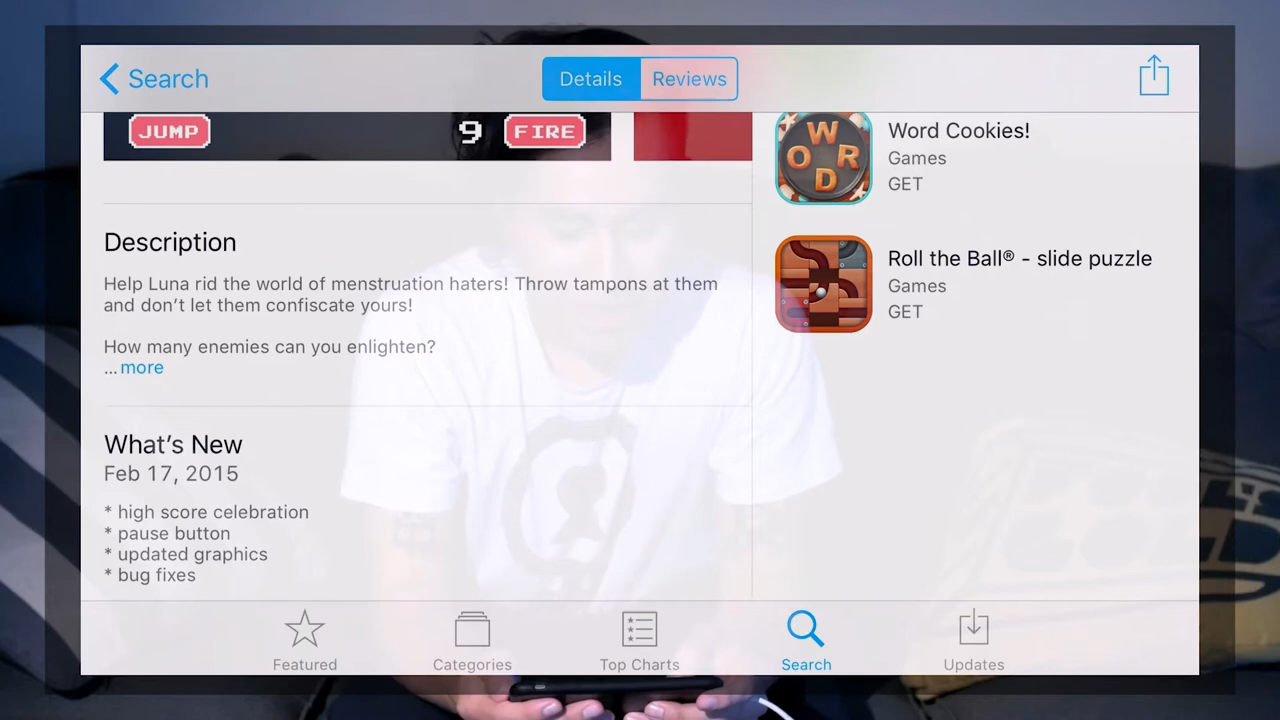 Search
Details
Reviews
JUMP
9
FIRE
Word Cookies!
Games
GET
Roll the Ball® - slide puzzle
Games
GET
Description
Help Luna rid the world of menstruation haters! Throw tampons at them
and don’t let them confiscate yours!
How many enemies can you enlighten?
...more
What’s New
Feb 17, 2015
* high score celebration
* pause button
* updated graphics
* bug fixes
Featured
Categories
Top Charts
Search
Updates
WORD